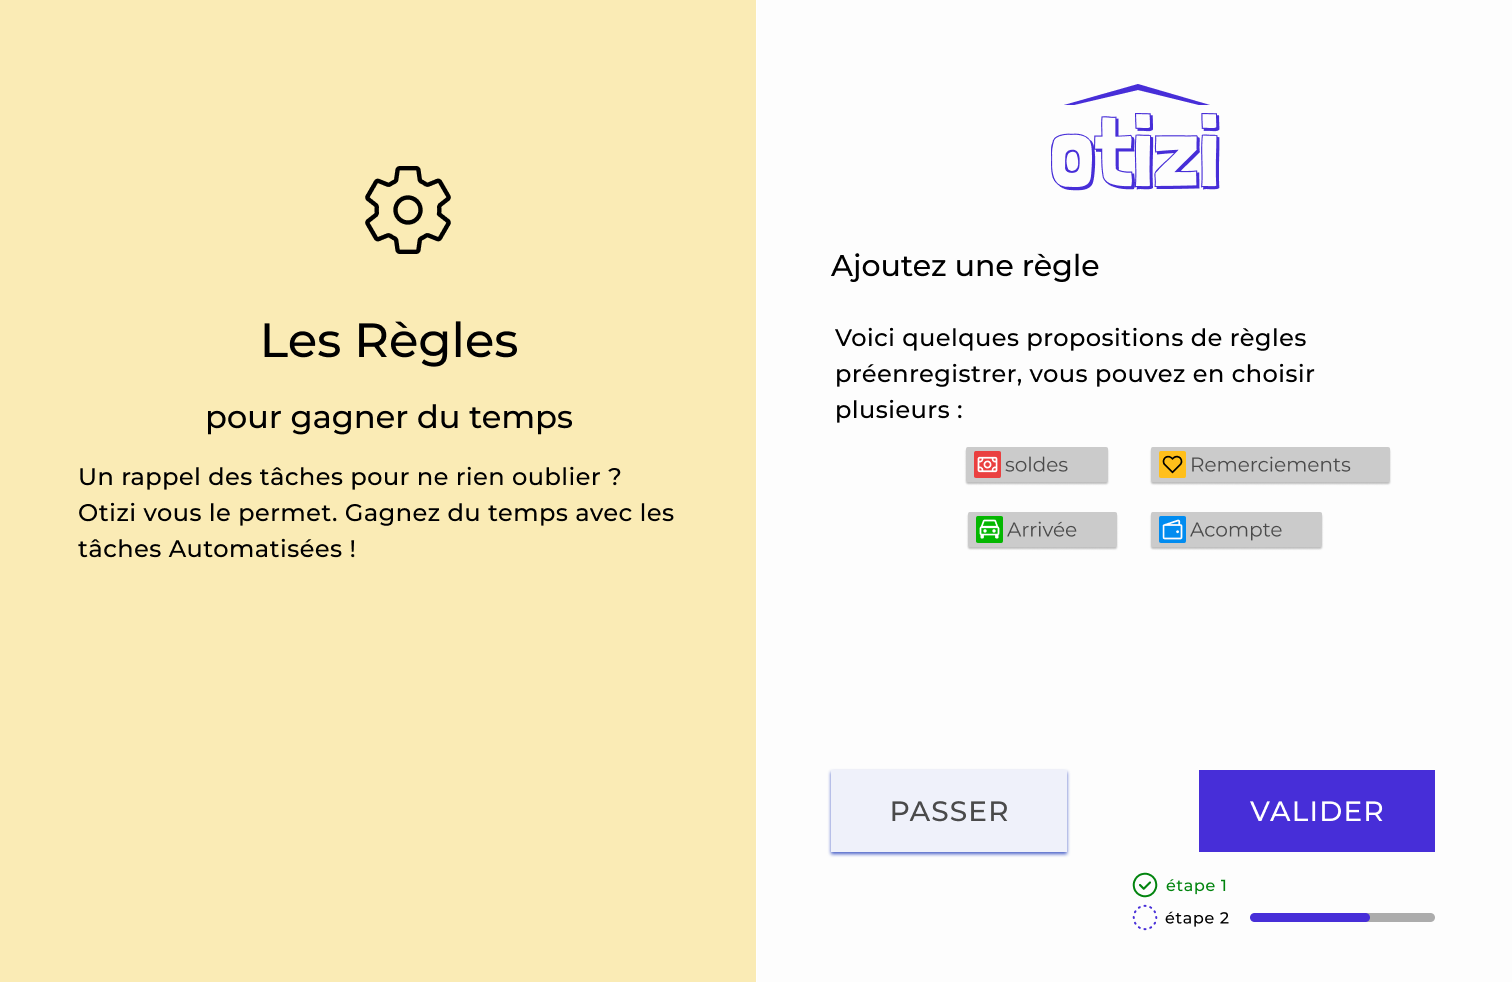 Les Règles
pour gagner du temps
Un rappel des tâches pour ne rien oublier ?
Otizi vous le permet. Gagnez du temps avec les
tâches Automatisées !
otizi
Ajoutez une règle
Voici quelques propositions de règles
préenregistrer, vous pouvez en choisir
plusieurs :
soldes
Remerciements
Arrivée
Acompte
PASSER
VALIDER
étape 1
étape 2